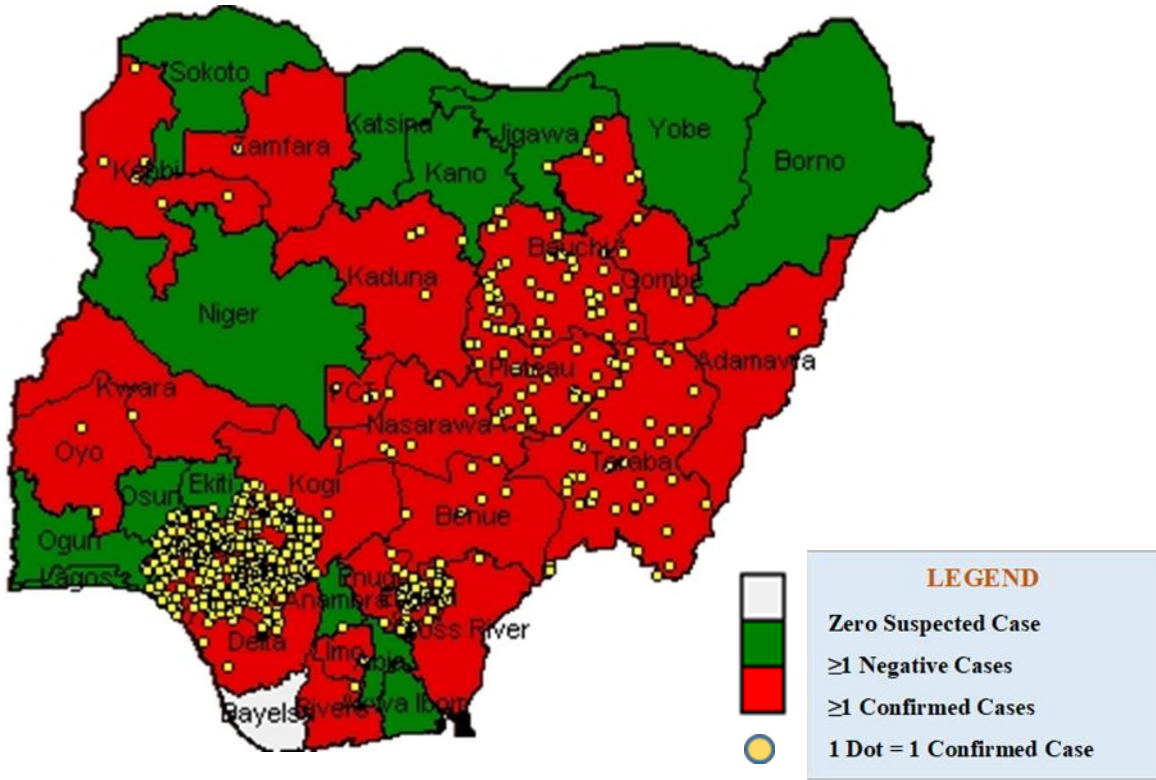 Sokoto
Katsina
Jigawa
Yobe
Borno
Zamfara
Kebbi
Kano
Bauchi
Gombe
Kaduna
Niger
Adamawa
Plateau
Kwara
FCT
Nasarawa
Oyo
Taraba
Kogi
Ekiti
Osun
Benue
Ogun
Lagos
Enugu
Anambra
Cross River
Delta
Imo
Abia
Bayels
Rivers
Akwa Ibom
LEGEND
Zero Suspected Case
≥1 Negative Cases
≥1 Confirmed Cases
1 Dot = 1 Confirmed Case